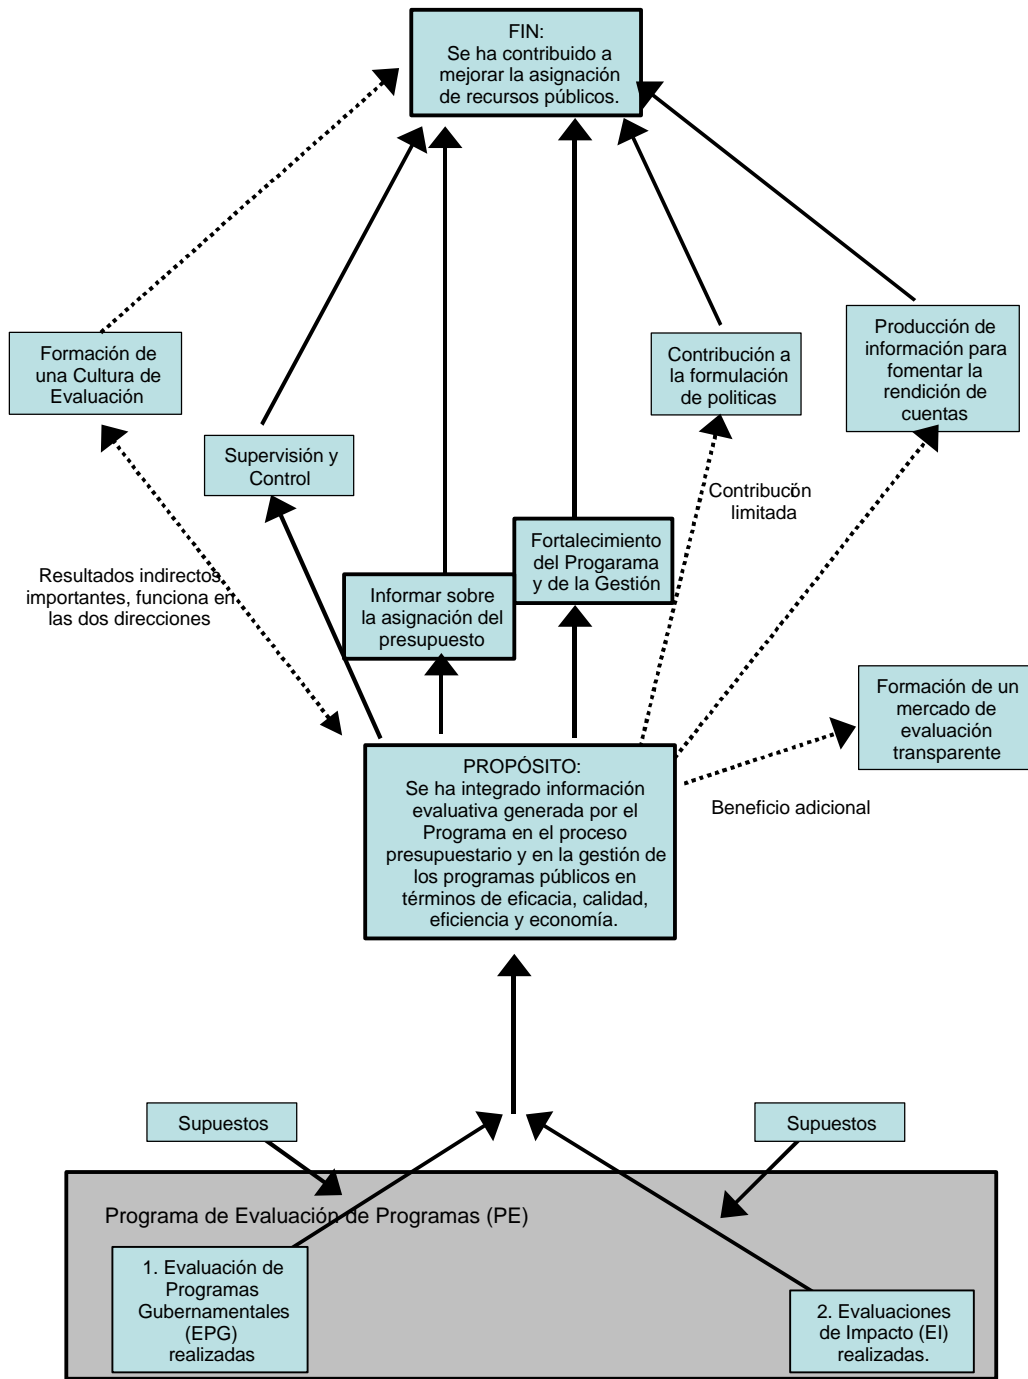 FIN:
Se ha contribuido a
mejorar la asignación
de recursos públicos.
Formación de
una Cultura de
Evaluación
Supervisión y
Control
Contribución a
la formulación
de politicas
Producción de
información para
fomentar la
rendición de
cuentas
Contribución
limitada
Resultados indirectos
importantes, funciona en
las dos direcciones
Informar sobre
la asignación del
presupuesto
Fortalecimiento
del Progarama
y de la Gestión
Formación de un
mercado de
evaluación
transparente
Beneficio adicional
PROPÓSITO:
Se ha integrado información
evaluativa generada por el
Programa en el proceso
presupuestario y en la gestión de
los programas públicos en
términos de eficacia, calidad,
eficiencia y economía.
Supuestos
Supuestos
Programa de Evaluación de Programas (PE)
1. Evaluación de
Programas
Gubernamentales
(EPG)
realizadas
2. Evaluaciones
de Impacto (EI)
realizadas.